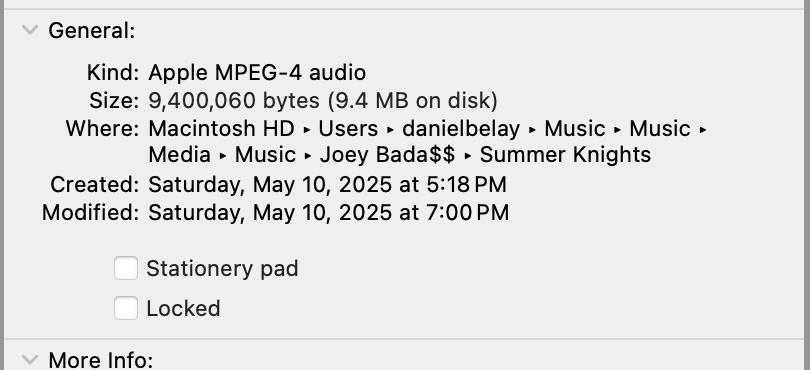 General:
Kind: Apple MPEG-4 audio
Size: 9,400,060 bytes (9.4 MB on disk)
Where: Macintosh HD ▸ Users ▸ danielbelay ▸ Music ▸ Music ▸
Media ▸ Music ▸ Joey Bada$$ ▸ Summer Knights
Created: Saturday, May 10, 2025 at 5:18 PM
Modified: Saturday, May 10, 2025 at 7:00 PM
Stationery pad
Locked
More Info: